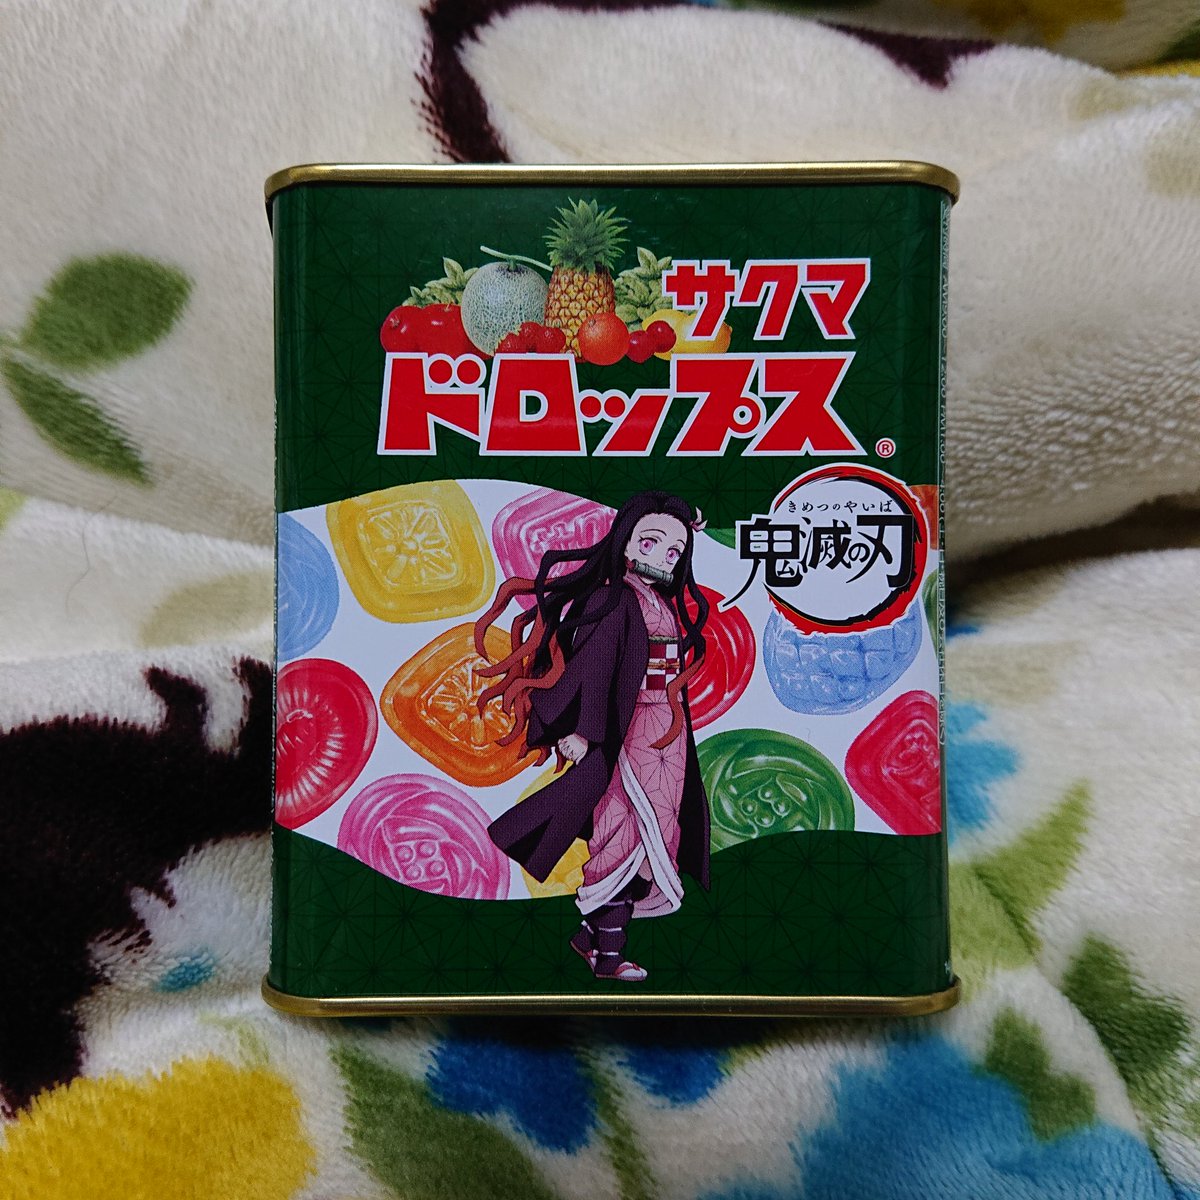 サクマ
ドロップス®
きめつのやいば
鬼滅の刃